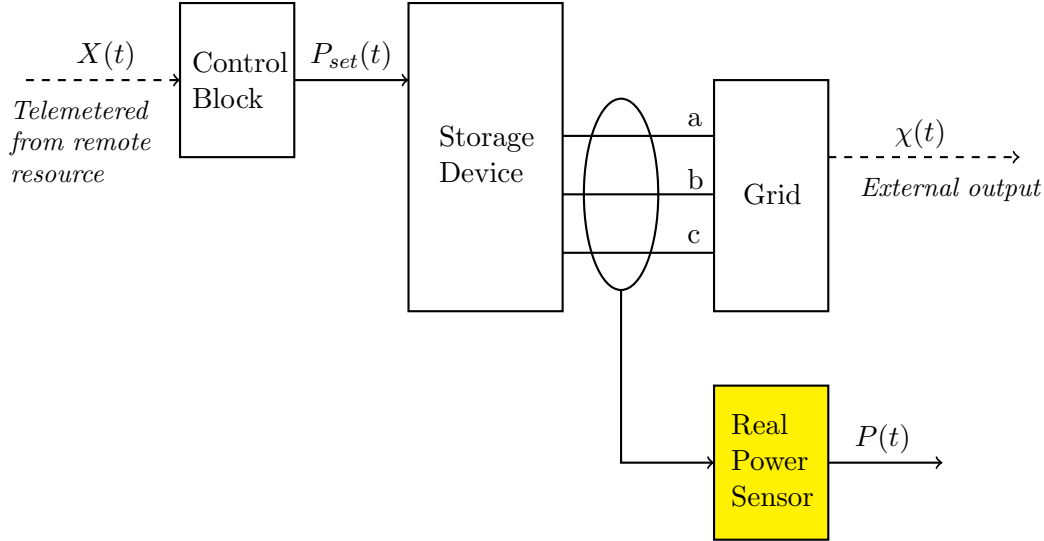 X(t)
Telemetered
from remote
resource
Control
Block
P_set(t)
Storage
Device
a
b
c
Grid
χ(t)
External output
Real
Power
Sensor
P(t)